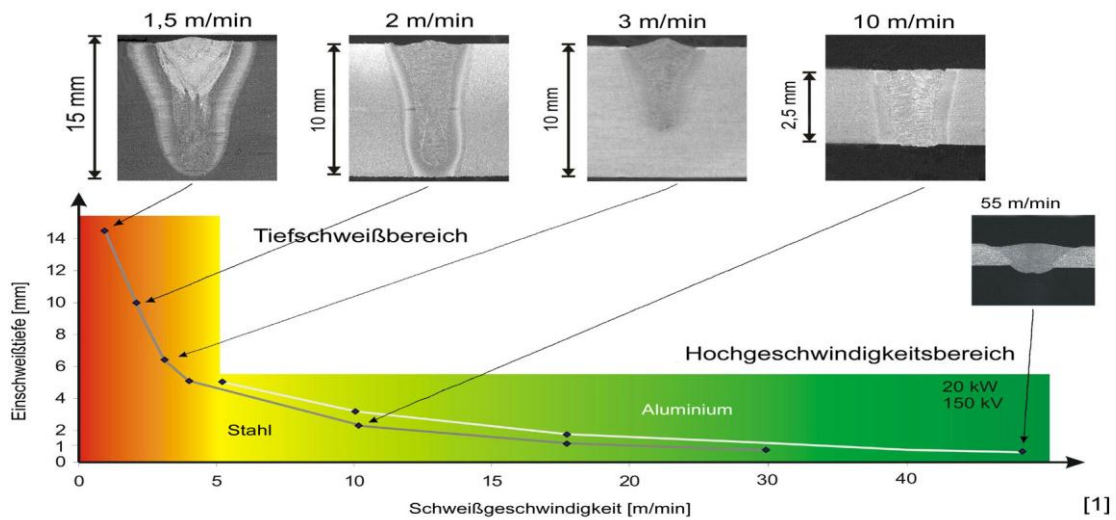 1,5 m/min
2 m/min
3 m/min
10 m/min
15 mm
10 mm
10 mm
2,5 mm
55 m/min
Tiefschweißbereich
Hochgeschwindigkeitsbereich
20 kW
150 kV
Aluminium
Stahl
Einschweißtiefe [mm]
14
12
10
8
6
4
2
1
0
0 5 10 15 20 30 40
Schweißgeschwindigkeit [m/min]
[1]